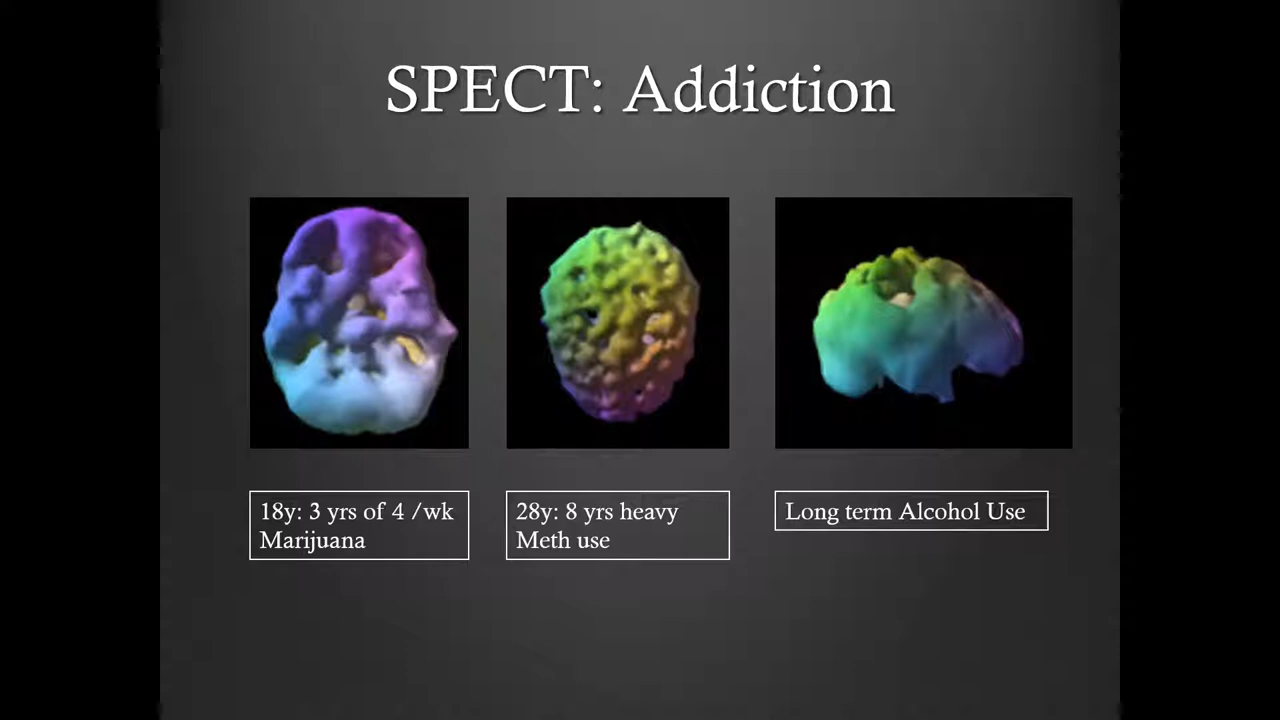 SPECT: Addiction
18y: 3 yrs of 4 /wk
Marijuana
28y: 8 yrs heavy
Meth use
Long term Alcohol Use